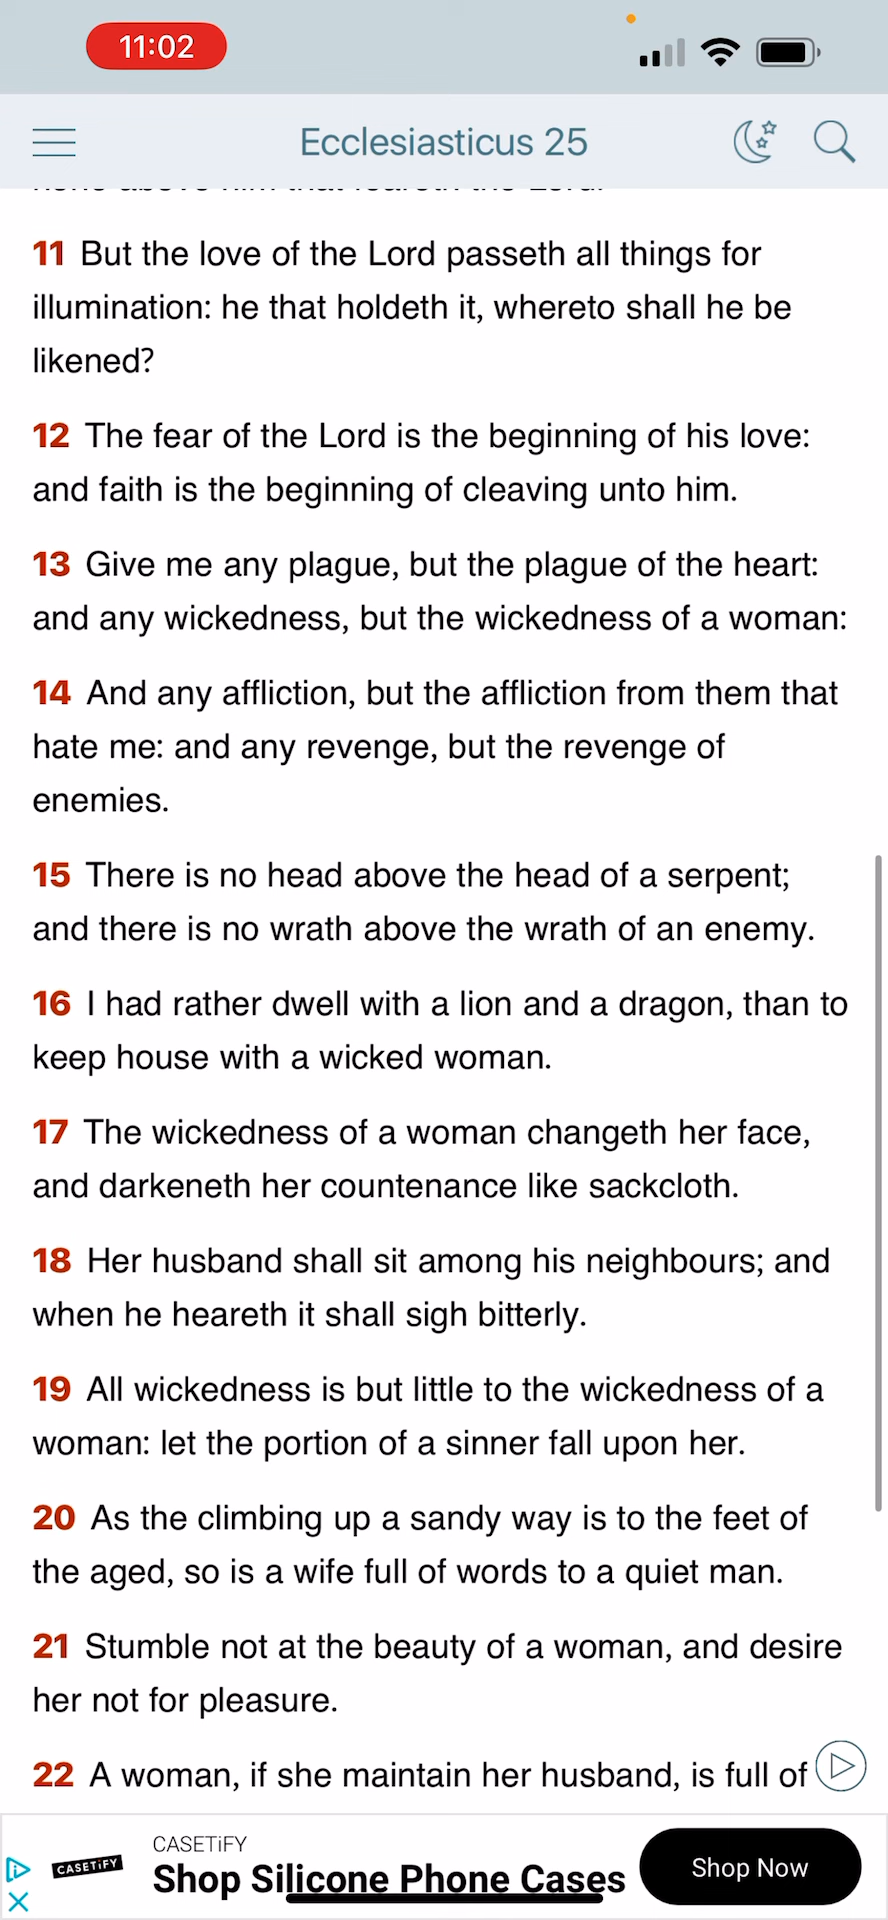 11:02
Ecclesiasticus 25
none above him that feareth the Lord.
11 But the love of the Lord passeth all things for
illumination: he that holdeth it, whereto shall he be
likened?
12 The fear of the Lord is the beginning of his love:
and faith is the beginning of cleaving unto him.
13 Give me any plague, but the plague of the heart:
and any wickedness, but the wickedness of a woman:
14 And any affliction, but the affliction from them that
hate me: and any revenge, but the revenge of
enemies.
15 There is no head above the head of a serpent;
and there is no wrath above the wrath of an enemy.
16 I had rather dwell with a lion and a dragon, than to
keep house with a wicked woman.
17 The wickedness of a woman changeth her face,
and darkeneth her countenance like sackcloth.
18 Her husband shall sit among his neighbours; and
when he heareth it shall sigh bitterly.
19 All wickedness is but little to the wickedness of a
woman: let the portion of a sinner fall upon her.
20 As the climbing up a sandy way is to the feet of
the aged, so is a wife full of words to a quiet man.
21 Stumble not at the beauty of a woman, and desire
her not for pleasure.
22 A woman, if she maintain her husband, is full of
CASETiFY
CASETiFY
Shop Silicone Phone Cases
Shop Now